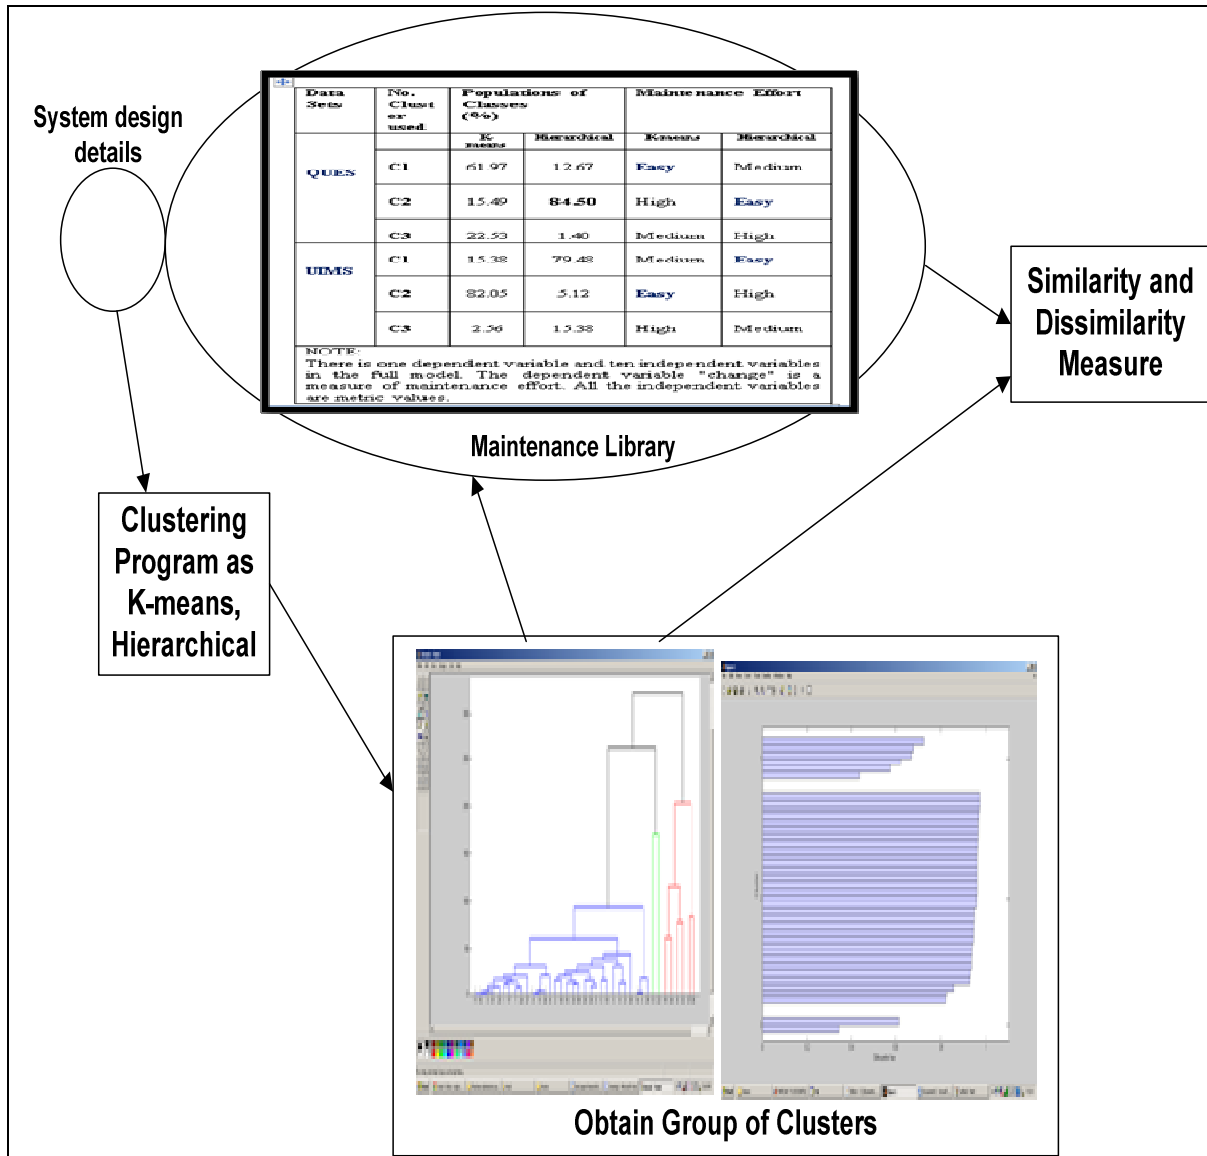 System design
details
Data Sets
No. Clust er used
Populations of Classes (%)
Maintenance Effort
K means
Hierarchical
K-means
Hierarchical
QUES
C1 61.97 12.67 Easy Medium
C2 15.49 84.50 High Easy
C3 22.53 1.40 Medium High
UIMS
C1 15.38 79.48 Medium Easy
C2 82.05 5.12 Easy High
C3 2.56 15.38 High Medium
NOTE:
There is one dependent variable and ten independent variables
in the full model. The dependent variable "change" is a
measure of maintenance effort. All the independent variables
are metric values.
Maintenance Library
Similarity and
Dissimilarity
Measure
Clustering
Program as
K-means,
Hierarchical
Obtain Group of Clusters